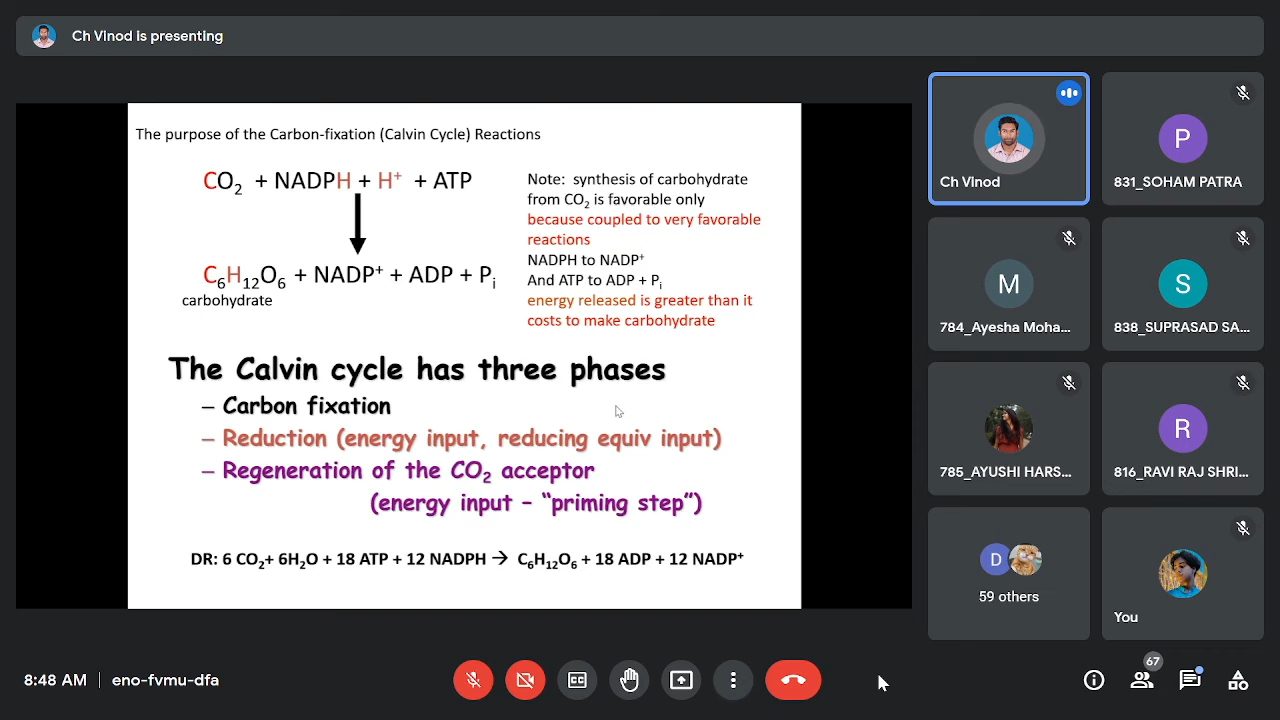 Ch Vinod is presenting
The purpose of the Carbon-fixation (Calvin Cycle) Reactions
CO₂ + NADPH + H⁺ + ATP
C₆H₁₂O₆ + NADP⁺ + ADP + Pᵢ
carbohydrate
Note: synthesis of carbohydrate
from CO₂ is favorable only
because coupled to very favorable
reactions
NADPH to NADP⁺
And ATP to ADP + Pᵢ
energy released is greater than it
costs to make carbohydrate
The Calvin cycle has three phases
– Carbon fixation
– Reduction (energy input, reducing equiv input)
– Regeneration of the CO₂ acceptor
(energy input – “priming step”)
DR: 6 CO₂+ 6H₂O + 18 ATP + 12 NADPH → C₆H₁₂O₆ + 18 ADP + 12 NADP⁺
Ch Vinod
P
831_SOHAM PATRA
M
784_Ayesha Moha...
S
838_SUPRASAD SA...
785_AYUSHI HARS...
R
816_RAVI RAJ SHRI...
D
59 others
You
8:48 AM | eno-fvmu-dfa
67